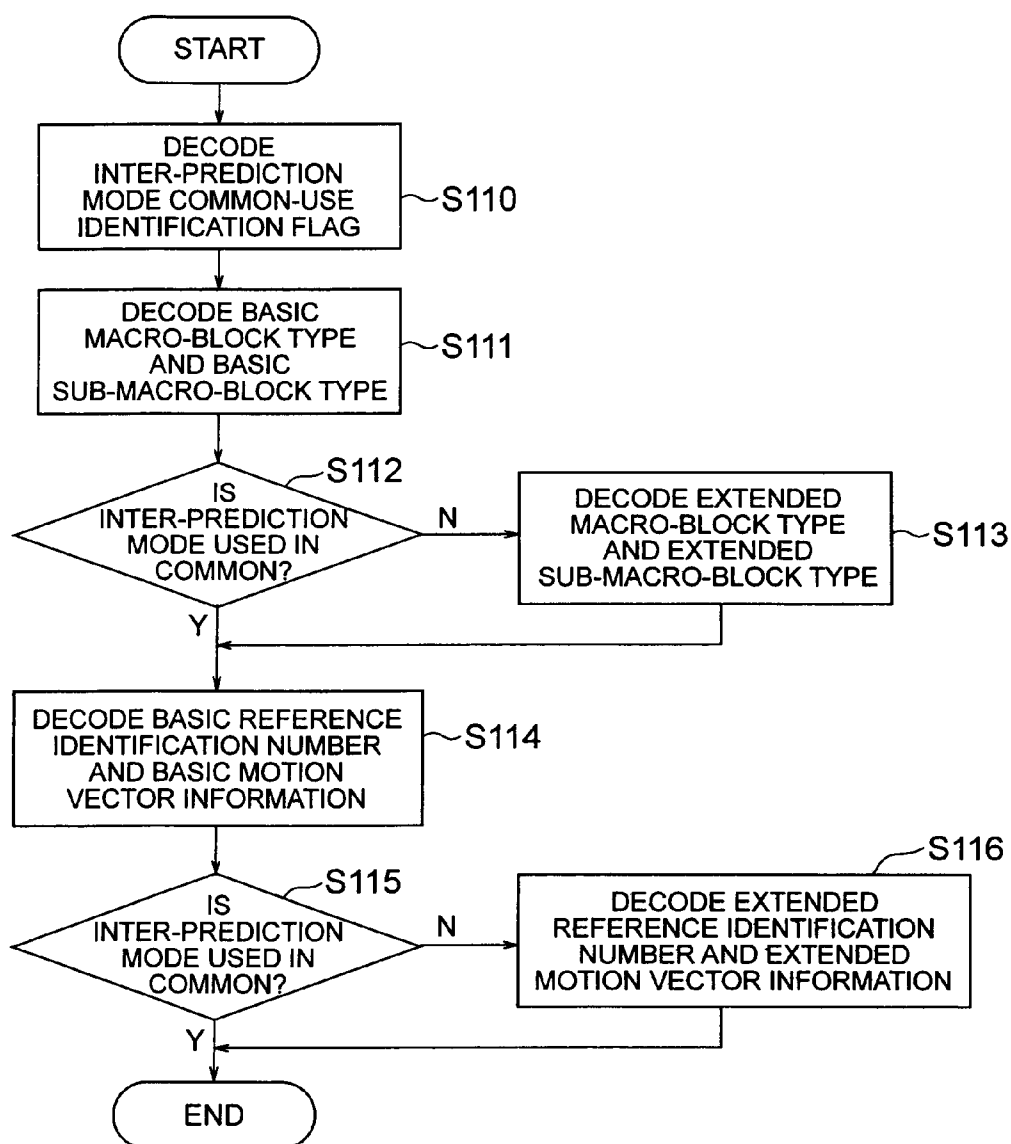 START
DECODE
INTER-PREDICTION
MODE COMMON-USE
IDENTIFICATION FLAG
S110
DECODE BASIC
MACRO-BLOCK TYPE
AND BASIC
SUB-MACRO-BLOCK TYPE
S111
S112
IS
INTER-PREDICTION
MODE USED IN
COMMON?
N
Y
DECODE EXTENDED
MACRO-BLOCK TYPE
AND EXTENDED
SUB-MACRO-BLOCK TYPE
S113
DECODE BASIC REFERENCE
IDENTIFICATION NUMBER
AND BASIC MOTION
VECTOR INFORMATION
S114
S115
IS
INTER-PREDICTION
MODE USED IN
COMMON?
N
Y
S116
DECODE EXTENDED
REFERENCE IDENTIFICATION
NUMBER AND EXTENDED
MOTION VECTOR INFORMATION
END